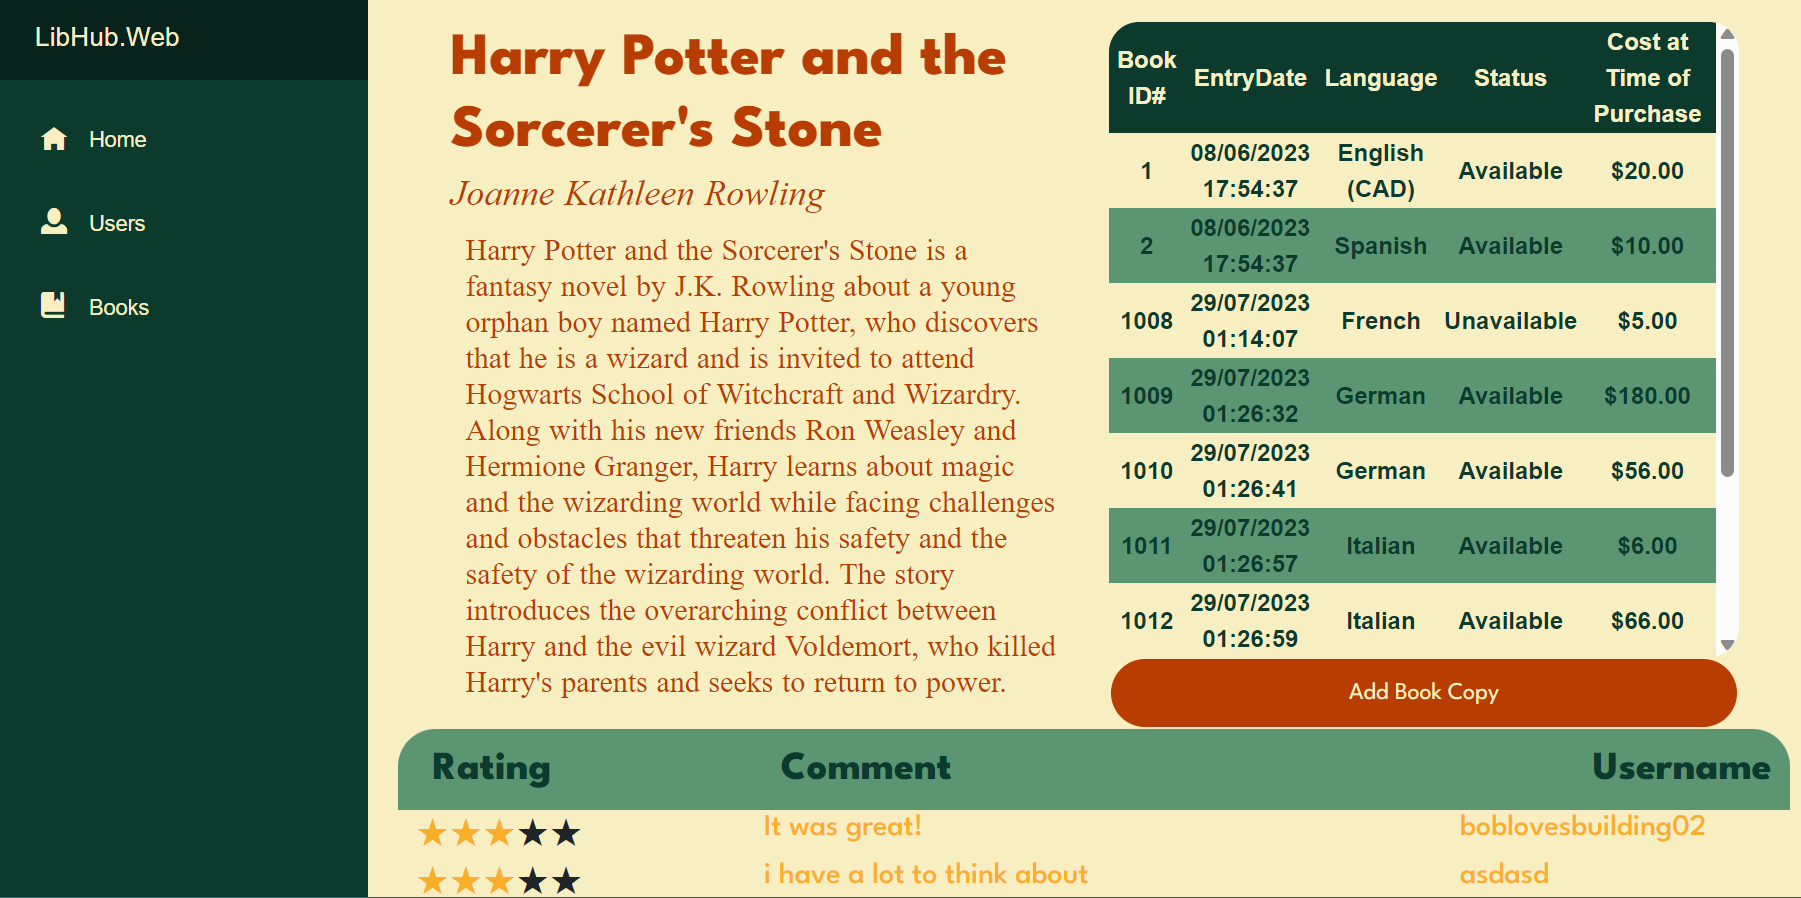 LibHub.Web
Home
Users
Books
Harry Potter and the
Sorcerer's Stone
Joanne Kathleen Rowling
Harry Potter and the Sorcerer's Stone is a
fantasy novel by J.K. Rowling about a young
orphan boy named Harry Potter, who discovers
that he is a wizard and is invited to attend
Hogwarts School of Witchcraft and Wizardry.
Along with his new friends Ron Weasley and
Hermione Granger, Harry learns about magic
and the wizarding world while facing challenges
and obstacles that threaten his safety and the
safety of the wizarding world. The story
introduces the overarching conflict between
Harry and the evil wizard Voldemort, who killed
Harry's parents and seeks to return to power.
Book ID# EntryDate Language Status Cost at Time of Purchase
1 08/06/2023 17:54:37 English (CAD) Available $20.00
2 08/06/2023 17:54:37 Spanish Available $10.00
1008 29/07/2023 01:14:07 French Unavailable $5.00
1009 29/07/2023 01:26:32 German Available $180.00
1010 29/07/2023 01:26:41 German Available $56.00
1011 29/07/2023 01:26:57 Italian Available $6.00
1012 29/07/2023 01:26:59 Italian Available $66.00
Add Book Copy
Rating Comment Username
It was great! boblovesbuilding02
i have a lot to think about asdasd